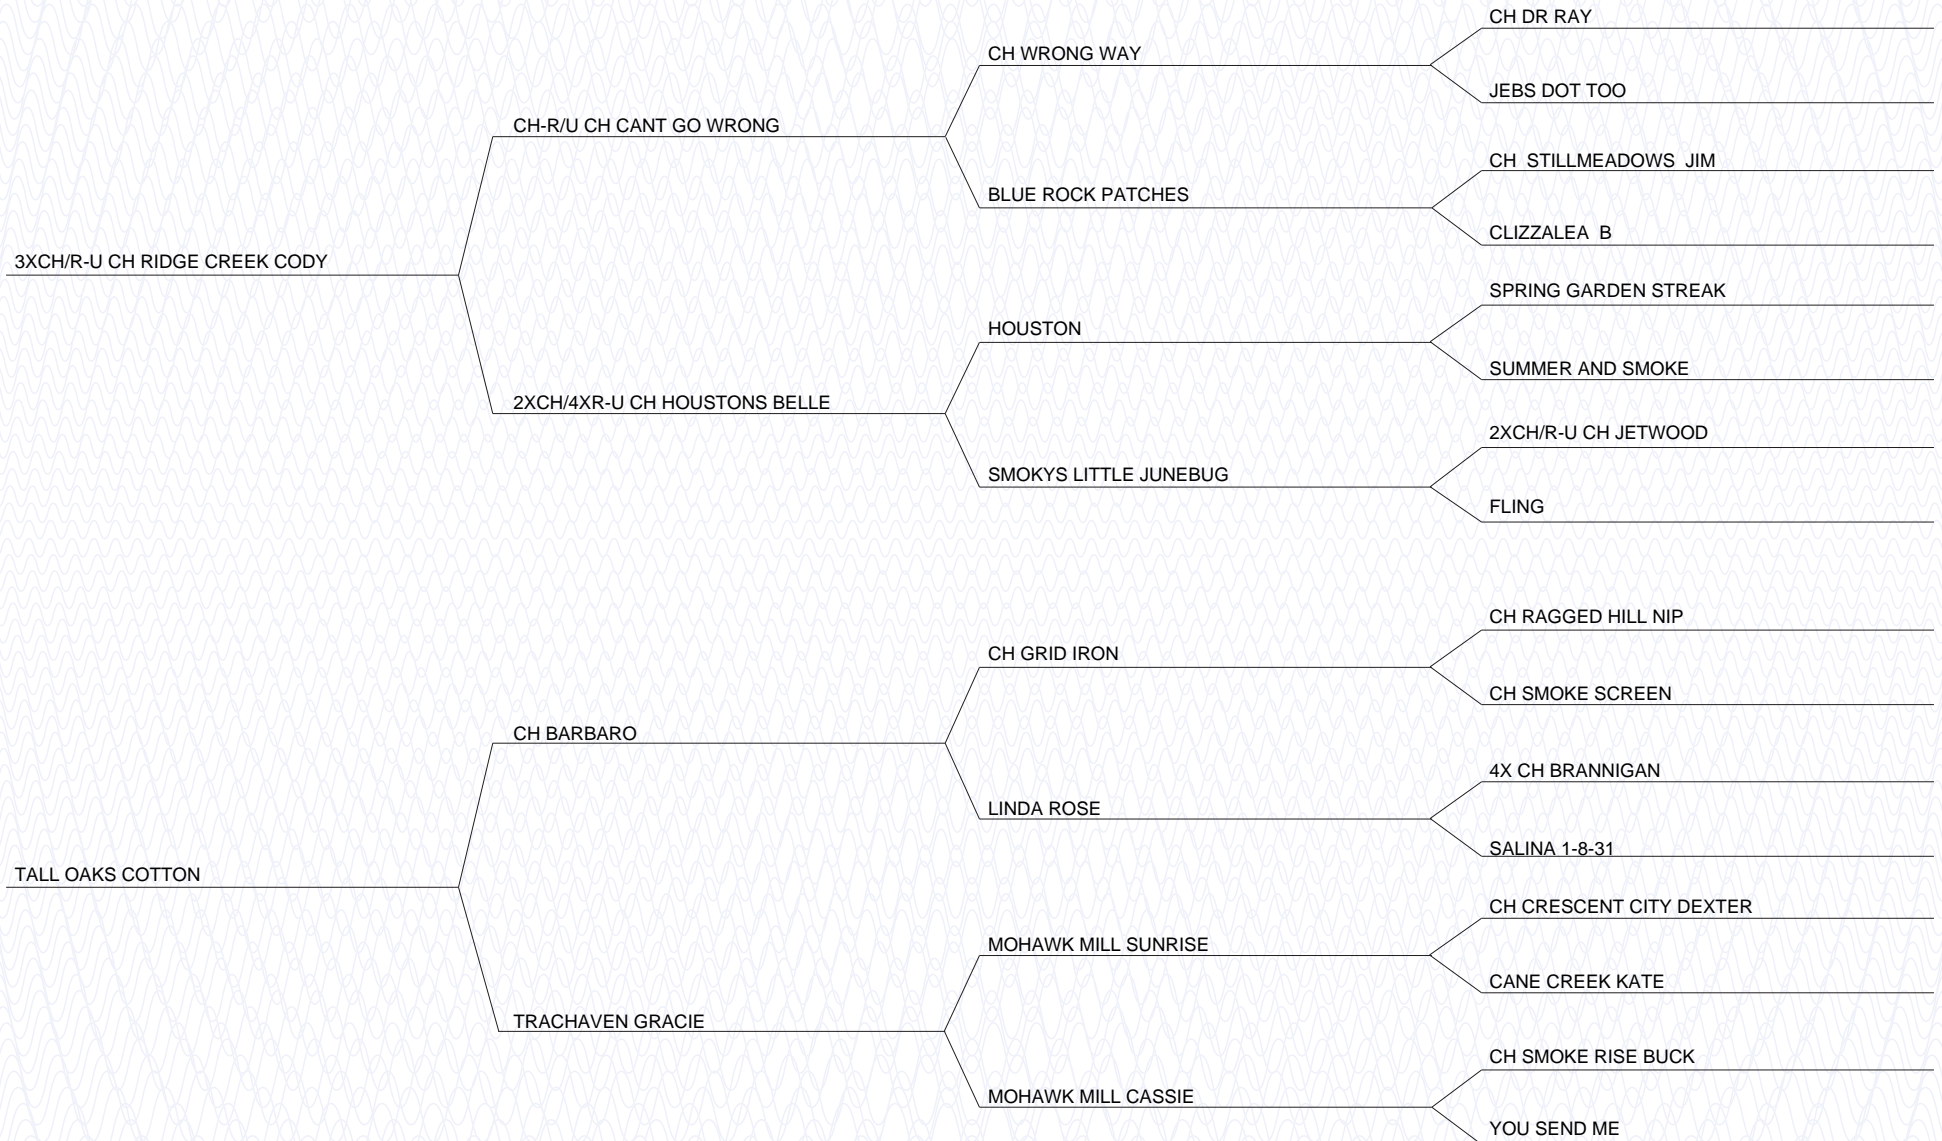 CH DR RAY
CH WRONG WAY
JEBS DOT TOO
CH-R/U CH CANT GO WRONG
CH  STILLMEADOWS  JIM
BLUE ROCK PATCHES
CLIZZALEA  B
3XCH/R-U CH RIDGE CREEK CODY
SPRING GARDEN STREAK
HOUSTON
SUMMER AND SMOKE
2XCH/4XR-U CH HOUSTONS BELLE
2XCH/R-U CH JETWOOD
SMOKYS LITTLE JUNEBUG
FLING
CH RAGGED HILL NIP
CH GRID IRON
CH SMOKE SCREEN
CH BARBARO
4X CH BRANNIGAN
LINDA ROSE
SALINA 1-8-31
TALL OAKS COTTON
CH CRESCENT CITY DEXTER
MOHAWK MILL SUNRISE
CANE CREEK KATE
TRACHAVEN GRACIE
CH SMOKE RISE BUCK
MOHAWK MILL CASSIE
YOU SEND ME